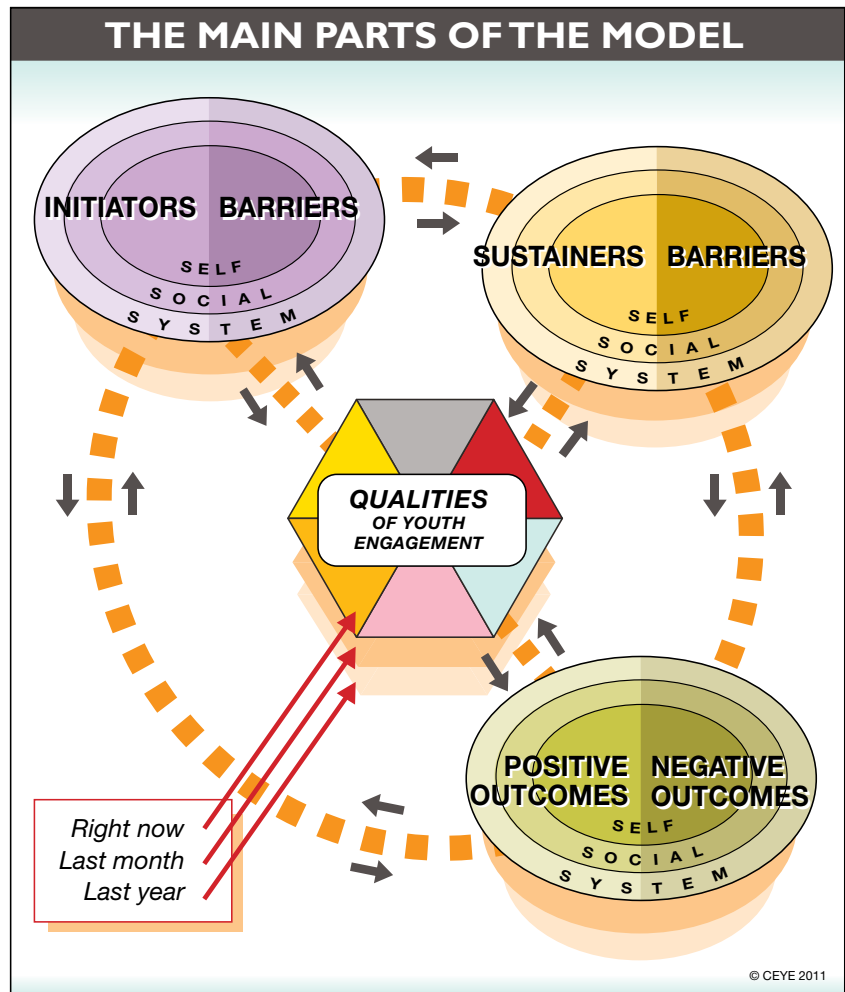 THE MAIN PARTS OF THE MODEL
INITIATORS BARRIERS
SELF
SOCIAL
SYSTEM
SUSTAINERS BARRIERS
SELF
SOCIAL
SYSTEM
QUALITIES
OF YOUTH
ENGAGEMENT
POSITIVE NEGATIVE
OUTCOMES OUTCOMES
SELF
SOCIAL
SYSTEM
Right now
Last month
Last year
© CEYE 2011